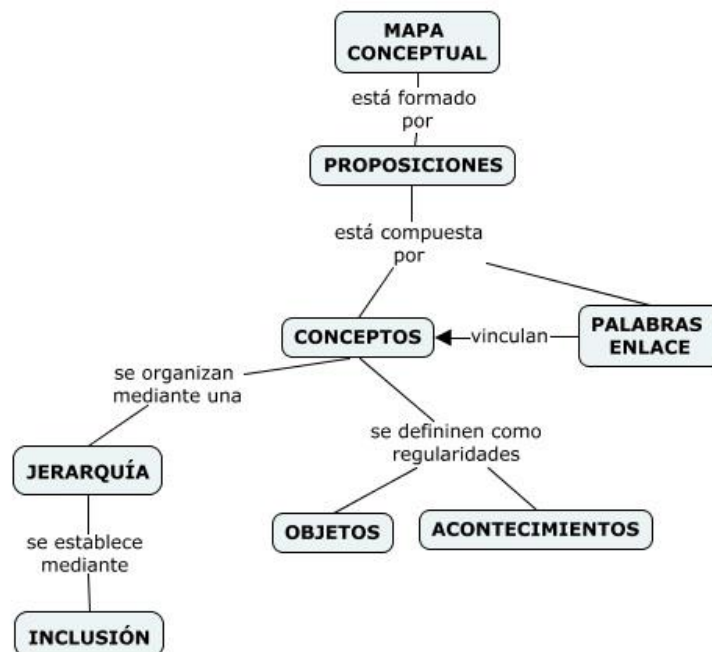 MAPA
CONCEPTUAL
está formado
por
PROPOSICIONES
está compuesta
por
CONCEPTOS
vinculan
PALABRAS
ENLACE
se organizan
mediante una
se defininen como
regularidades
JERARQUÍA
OBJETOS
ACONTECIMIENTOS
se establece
mediante
INCLUSIÓN